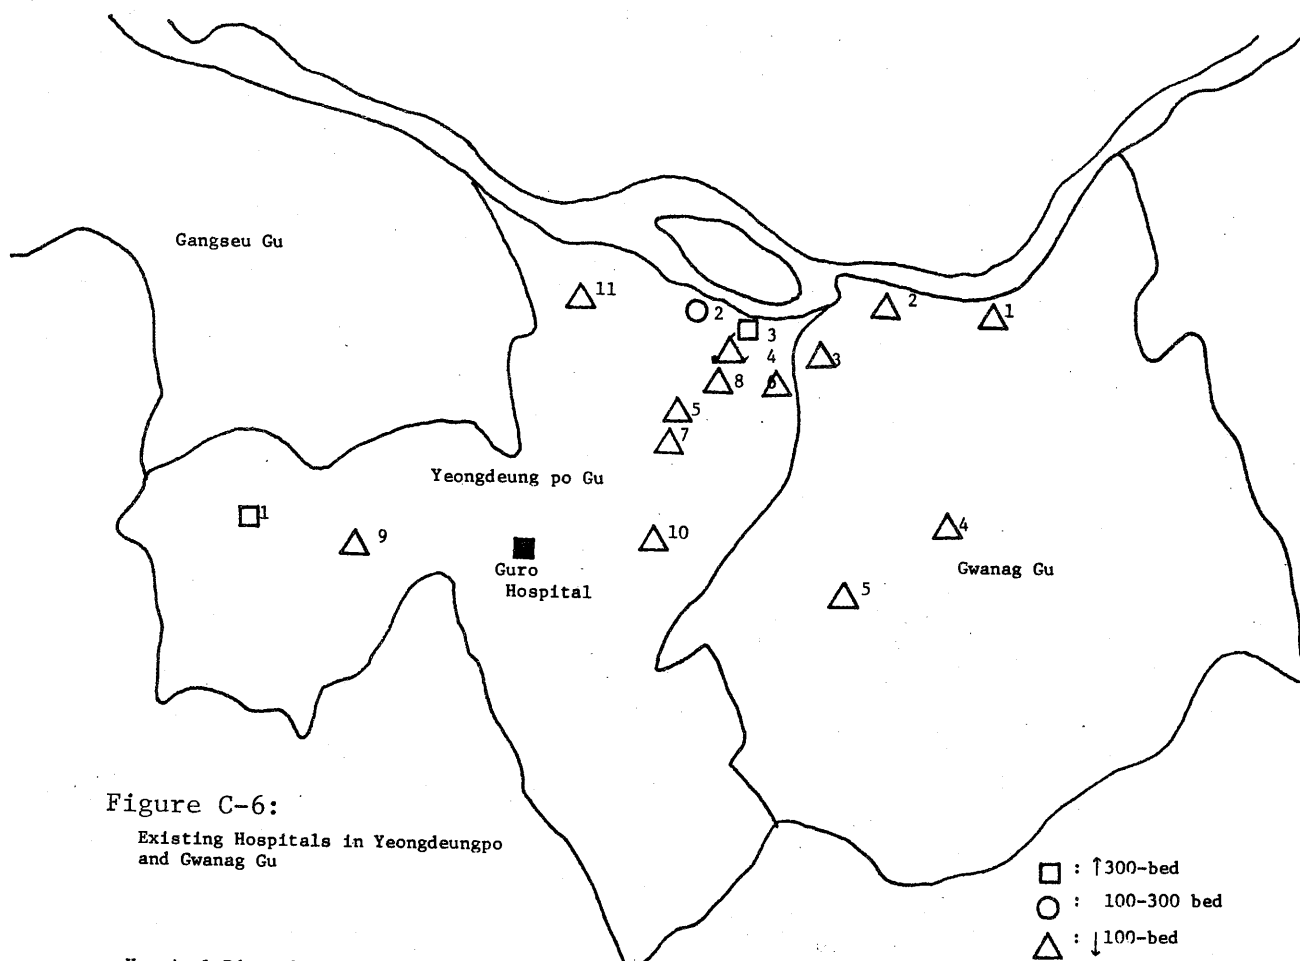 Gangseu Gu
11
2
3
4
8
6
5
7
2
1
3
Yeongdeung po Gu
1
9
10
Guro
Hospital
4
5
Gwanag Gu
Figure C-6:
Existing Hospitals in Yeongdeungpo
and Gwanag Gu
: ↑300-bed
: 100-300 bed
: ↓100-bed